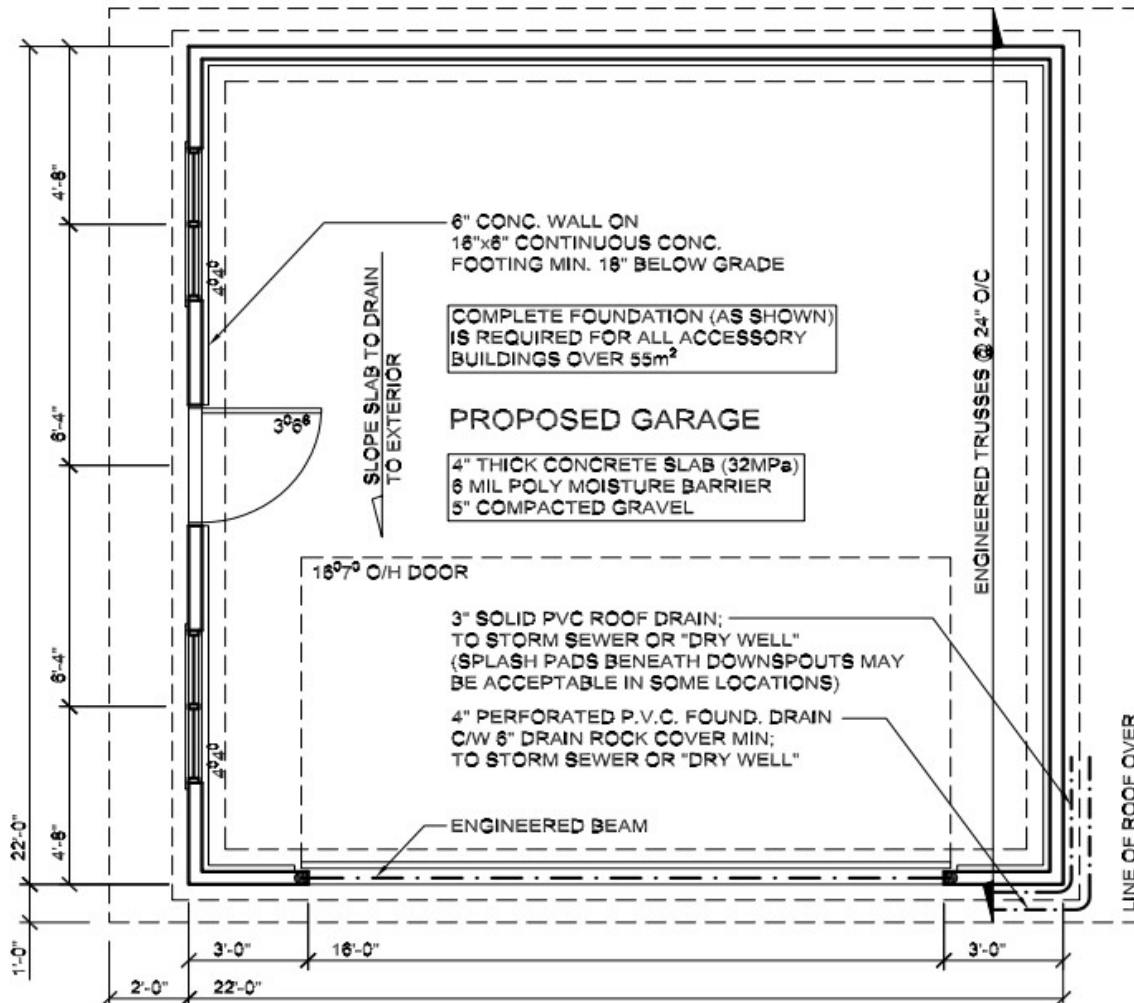 4'-8"
6'-4"
6'-4"
4'-8"
22'-0"
1'-0"
4⁰4⁰
3⁰6⁸
4⁰4⁰
6" CONC. WALL ON
16"x6" CONTINUOUS CONC.
FOOTING MIN. 18" BELOW GRADE
SLOPE SLAB TO DRAIN
TO EXTERIOR
COMPLETE FOUNDATION (AS SHOWN)
IS REQUIRED FOR ALL ACCESSORY
BUILDINGS OVER 55m²
PROPOSED GARAGE
4" THICK CONCRETE SLAB (32MPa)
6 MIL POLY MOISTURE BARRIER
5" COMPACTED GRAVEL
ENGINEERED TRUSSES @ 24" O/C
16⁰7⁰ O/H DOOR
3" SOLID PVC ROOF DRAIN;
TO STORM SEWER OR "DRY WELL"
(SPLASH PADS BENEATH DOWNSPOUTS MAY
BE ACCEPTABLE IN SOME LOCATIONS)
4" PERFORATED P.V.C. FOUND. DRAIN
C/W 6" DRAIN ROCK COVER MIN;
TO STORM SEWER OR "DRY WELL"
ENGINEERED BEAM
LINE OF ROOF OVER
3'-0"
16'-0"
3'-0"
2'-0"
22'-0"